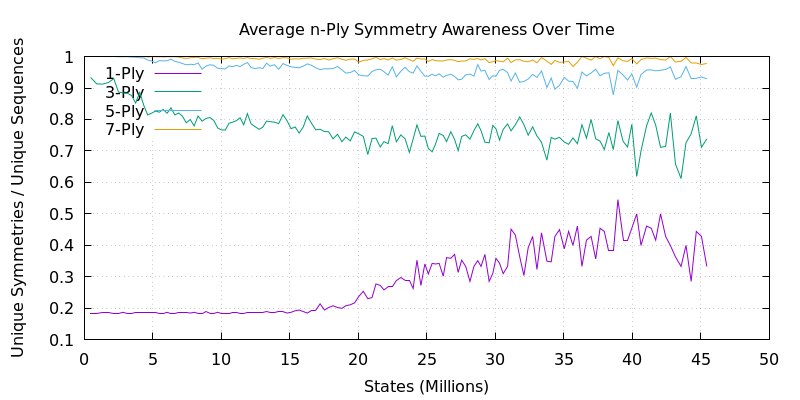 Average n-Ply Symmetry Awareness Over Time
Unique Symmetries / Unique Sequences
1
0.9
0.8
0.7
0.6
0.5
0.4
0.3
0.2
0.1
1-Ply
3-Ply
5-Ply
7-Ply
0 5 10 15 20 25 30 35 40 45 50
States (Millions)